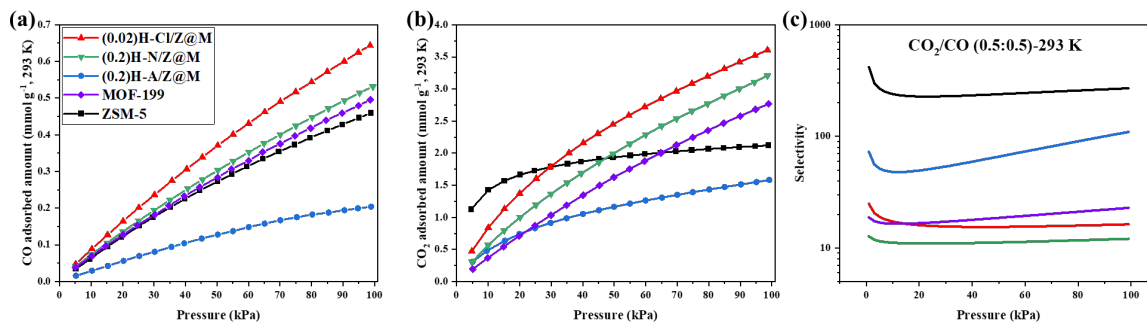 (a)
0.7
0.6
0.5
0.4
0.3
0.2
0.1
0.0
CO adsorbed amount (mmol g⁻¹, 293 K)
(0.02)H-Cl/Z@M
(0.2)H-N/Z@M
(0.2)H-A/Z@M
MOF-199
ZSM-5
0 10 20 30 40 50 60 70 80 90 100
Pressure (kPa)
(b)
4.0
3.5
3.0
2.5
2.0
1.5
1.0
0.5
0.0
CO₂ adsorbed amount (mmol g⁻¹, 293 K)
0 10 20 30 40 50 60 70 80 90 100
Pressure (kPa)
(c)
CO₂/CO (0.5:0.5)-293 K
1000
100
10
Selectivity
0 20 40 60 80 100
Pressure (kPa)